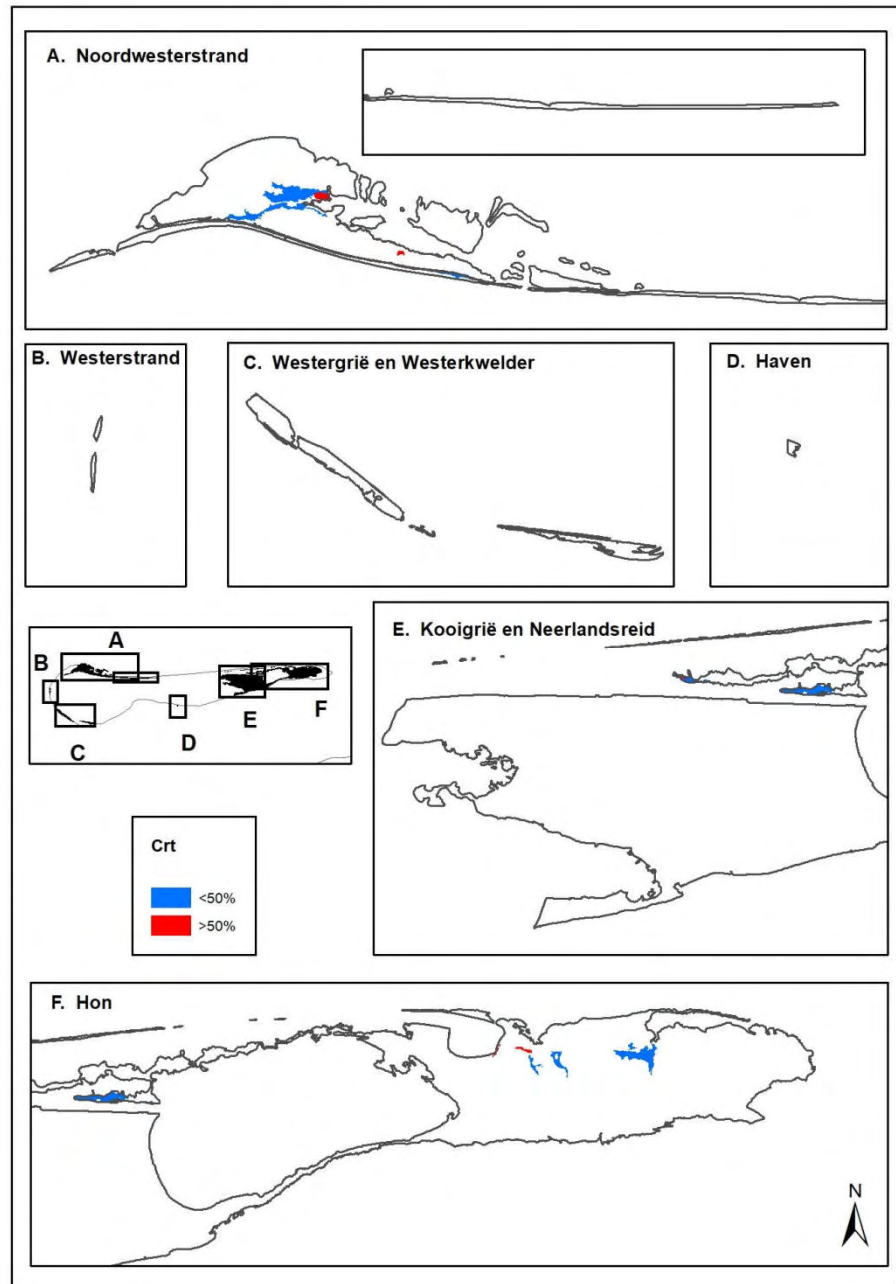 A. Noordwesterstrand
B. Westerstrand
C. Westergrië en Westerkwelder
D. Haven
A
B
C
D
E
F
E. Kooigrië en Neerlandsreid
Crt
<50%
>50%
F. Hon
N